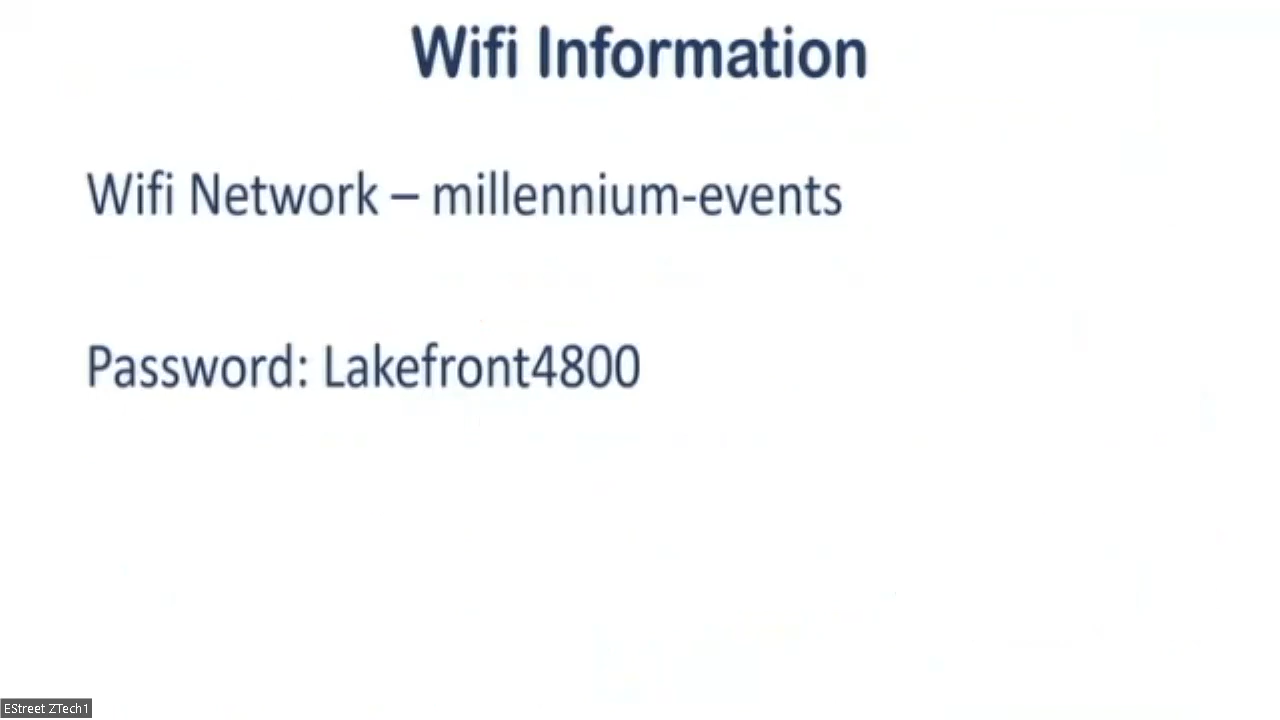 Wifi Information
Wifi Network – millennium-events
Password: Lakefront4800
EStreet ZTech1